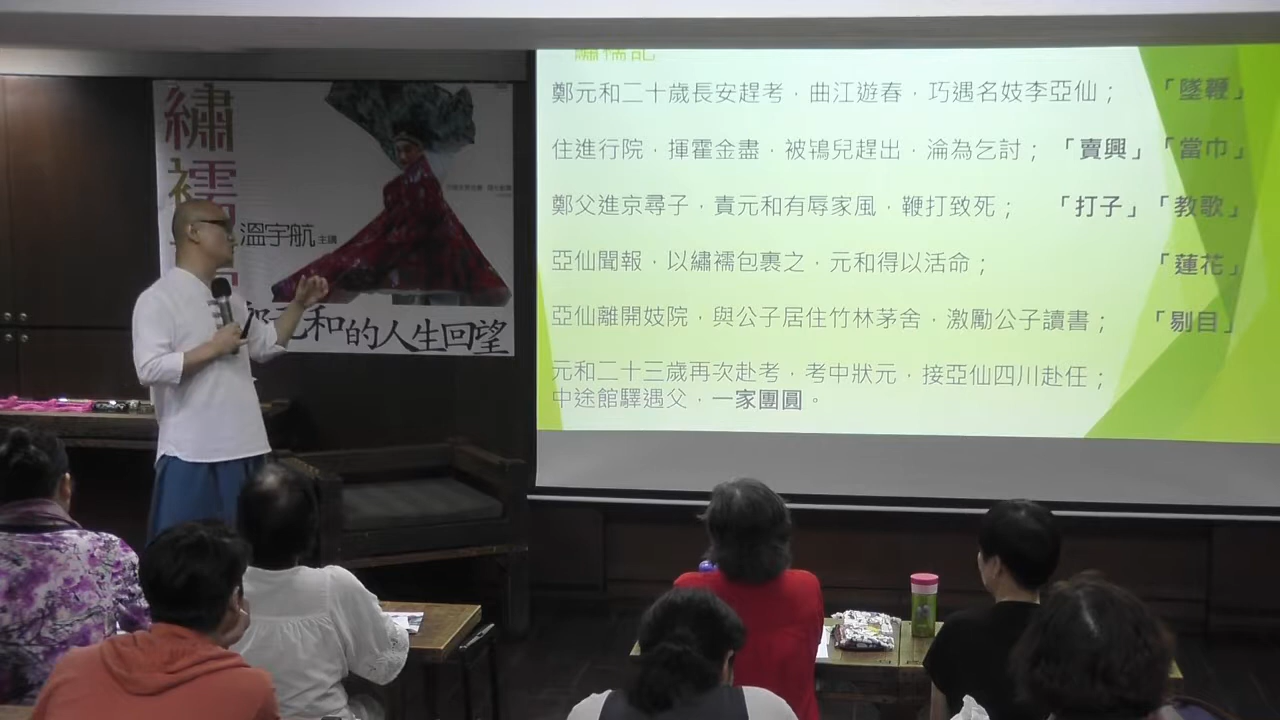 繡襦
溫宇航 主講
元和的人生回望
繡襦記
鄭元和二十歲長安趕考，曲江遊春，巧遇名妓李亞仙； 「墜鞭」
住進行院，揮霍金盡，被鴇兒趕出，淪為乞討； 「賣興」「當巾」
鄭父進京尋子，責元和有辱家風，鞭打致死； 「打子」「教歌」
亞仙聞報，以繡襦包裹之，元和得以活命； 「蓮花」
亞仙離開妓院，與公子居住竹林茅舍，激勵公子讀書； 「剔目」
元和二十三歲再次赴考，考中狀元，接亞仙四川赴任；
中途館驛遇父，一家團圓。